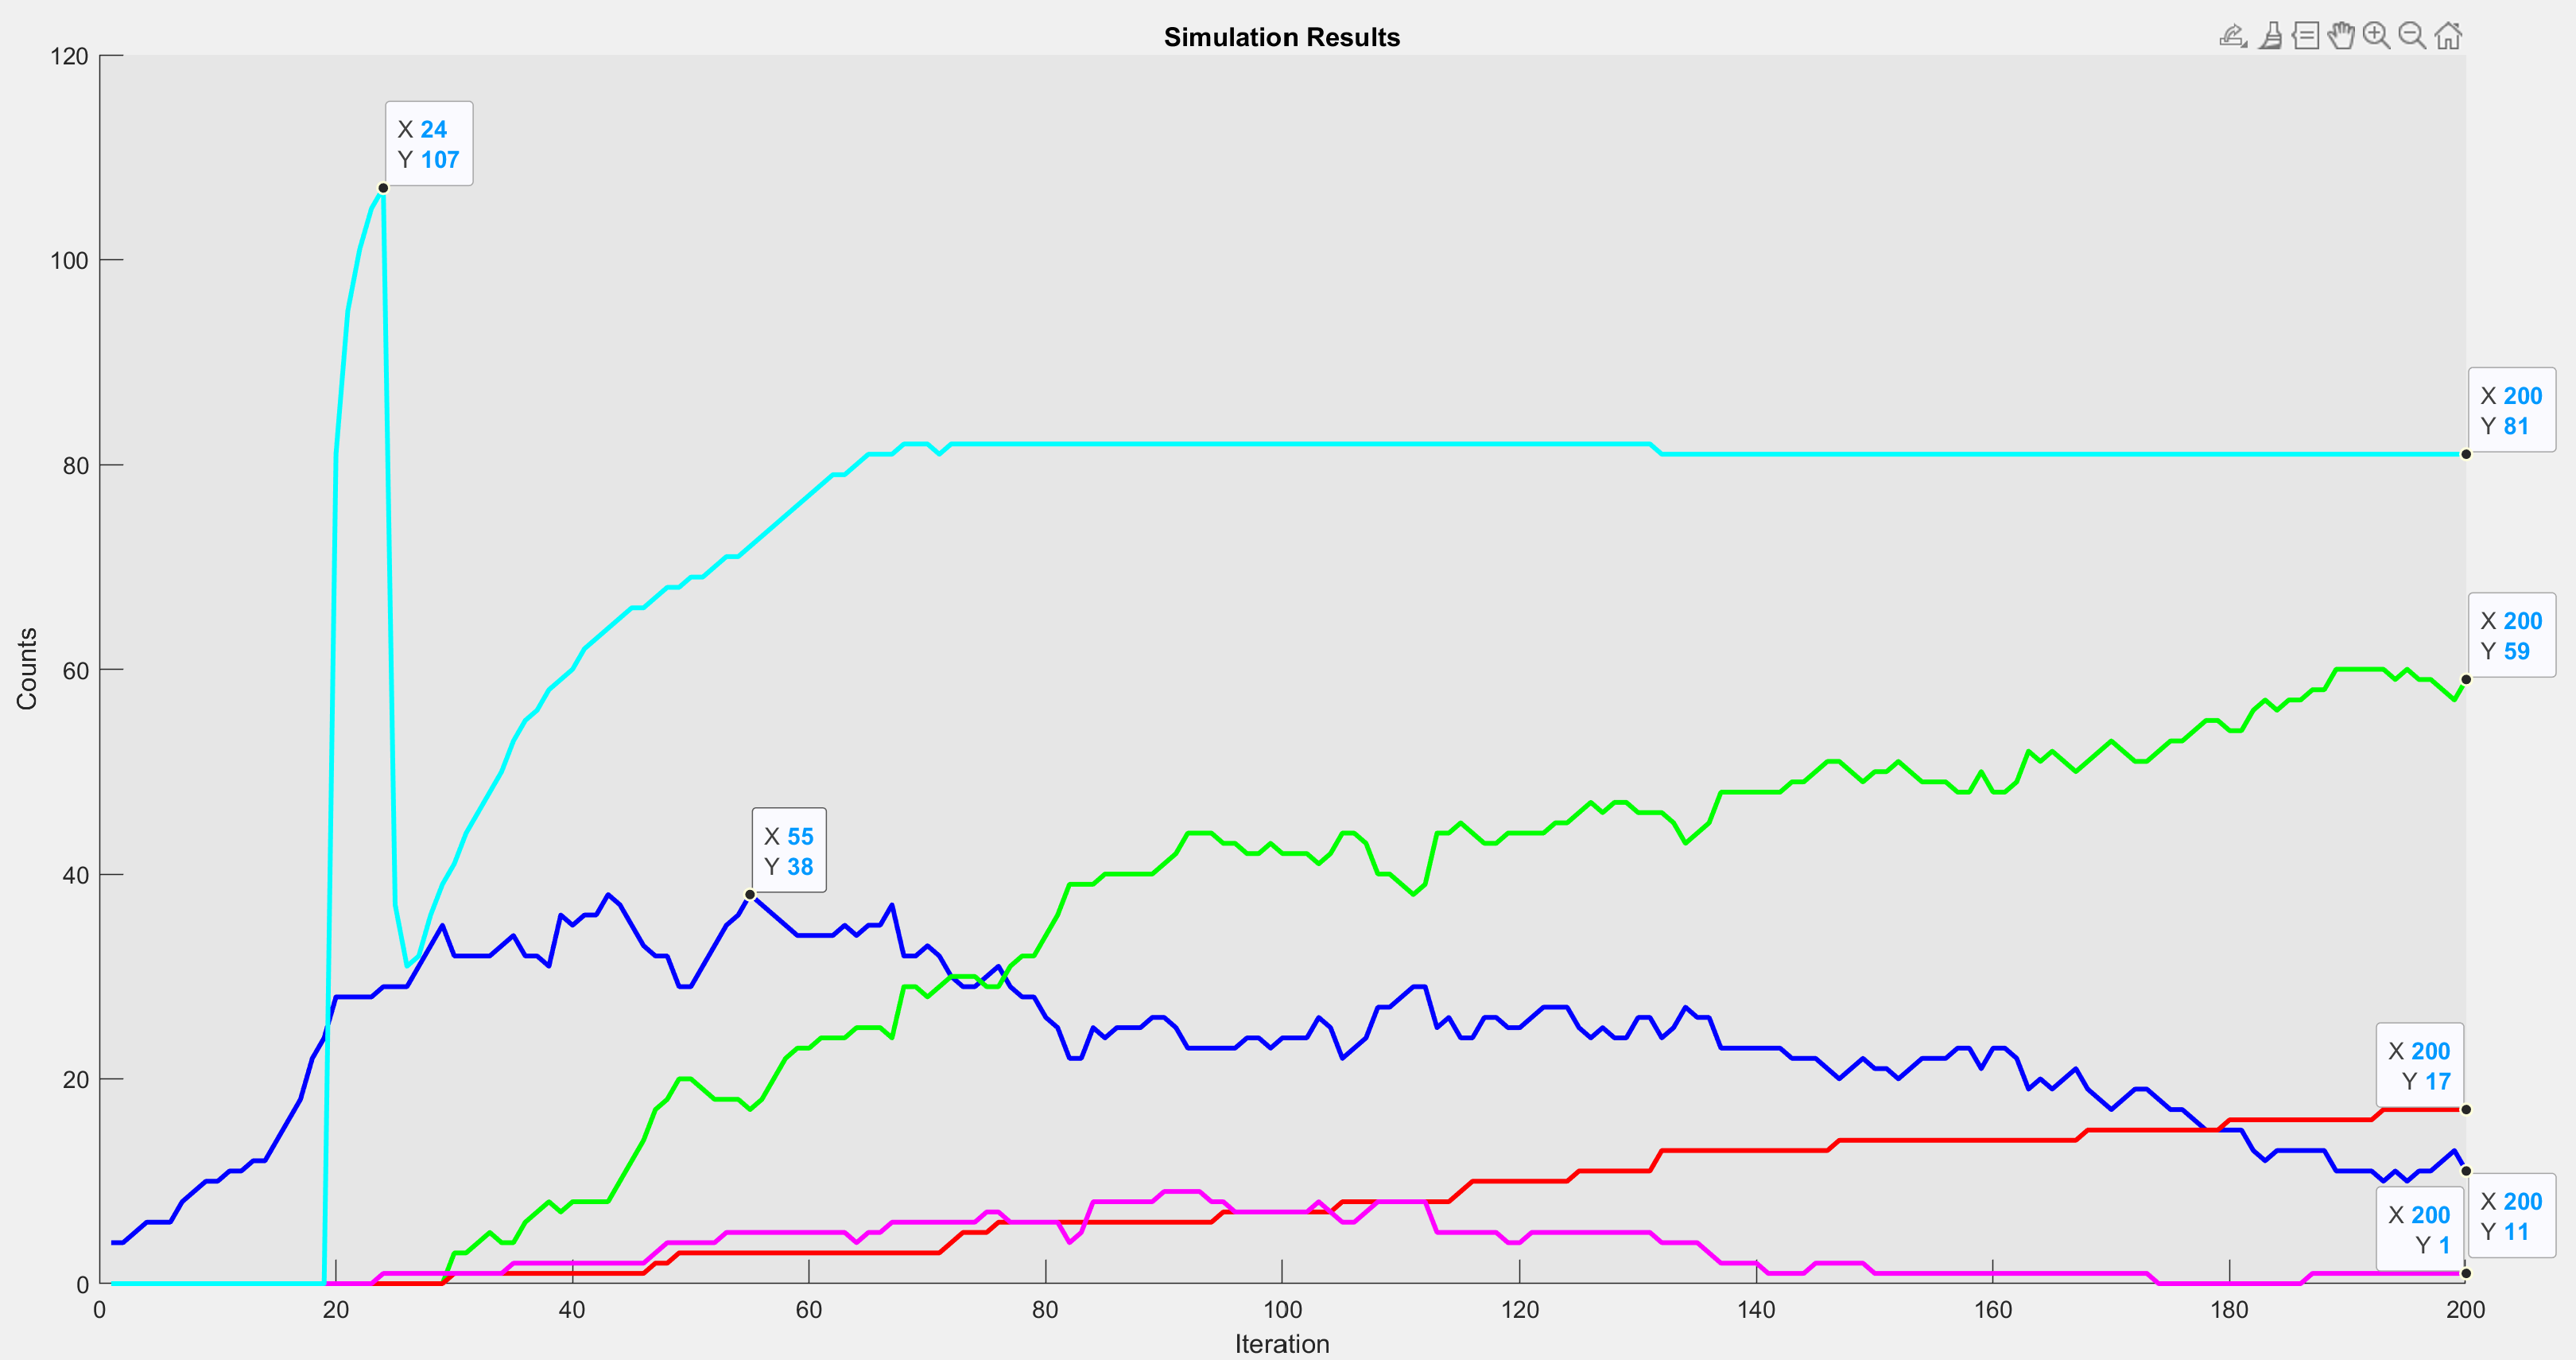 Simulation Results
120
X 24
Y 107
100
X 200
Y 81
80
X 200
Y 59
60
Counts
X 55
Y 38
40
X 200
Y 17
20
X 200
Y 11
X 200
Y 1
0
0 20 40 60 80 100 120 140 160 180 200
Iteration